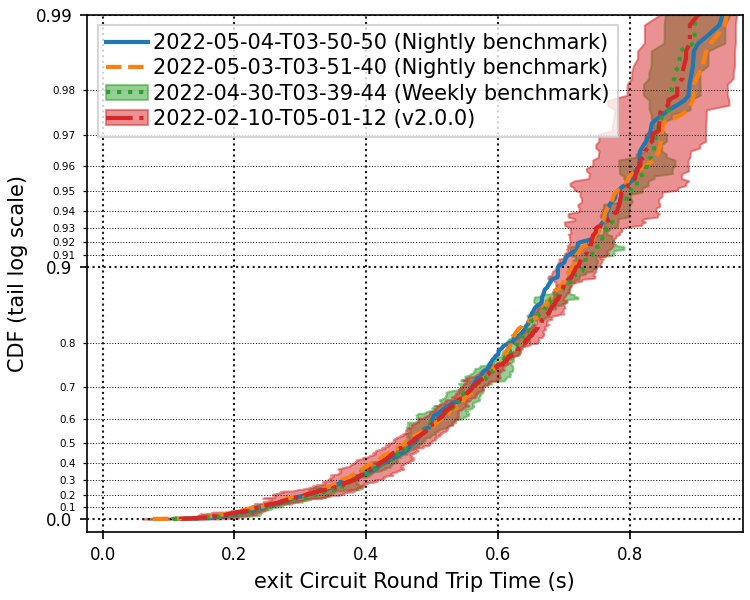 0.99
2022-05-04-T03-50-50 (Nightly benchmark)
2022-05-03-T03-51-40 (Nightly benchmark)
2022-04-30-T03-39-44 (Weekly benchmark)
2022-02-10-T05-01-12 (v2.0.0)
0.98
0.97
0.96
0.95
0.94
0.93
0.92
0.91
0.9
0.8
0.7
0.6
0.5
0.4
0.3
0.2
0.1
0.0
CDF (tail log scale)
0.0 0.2 0.4 0.6 0.8
exit Circuit Round Trip Time (s)